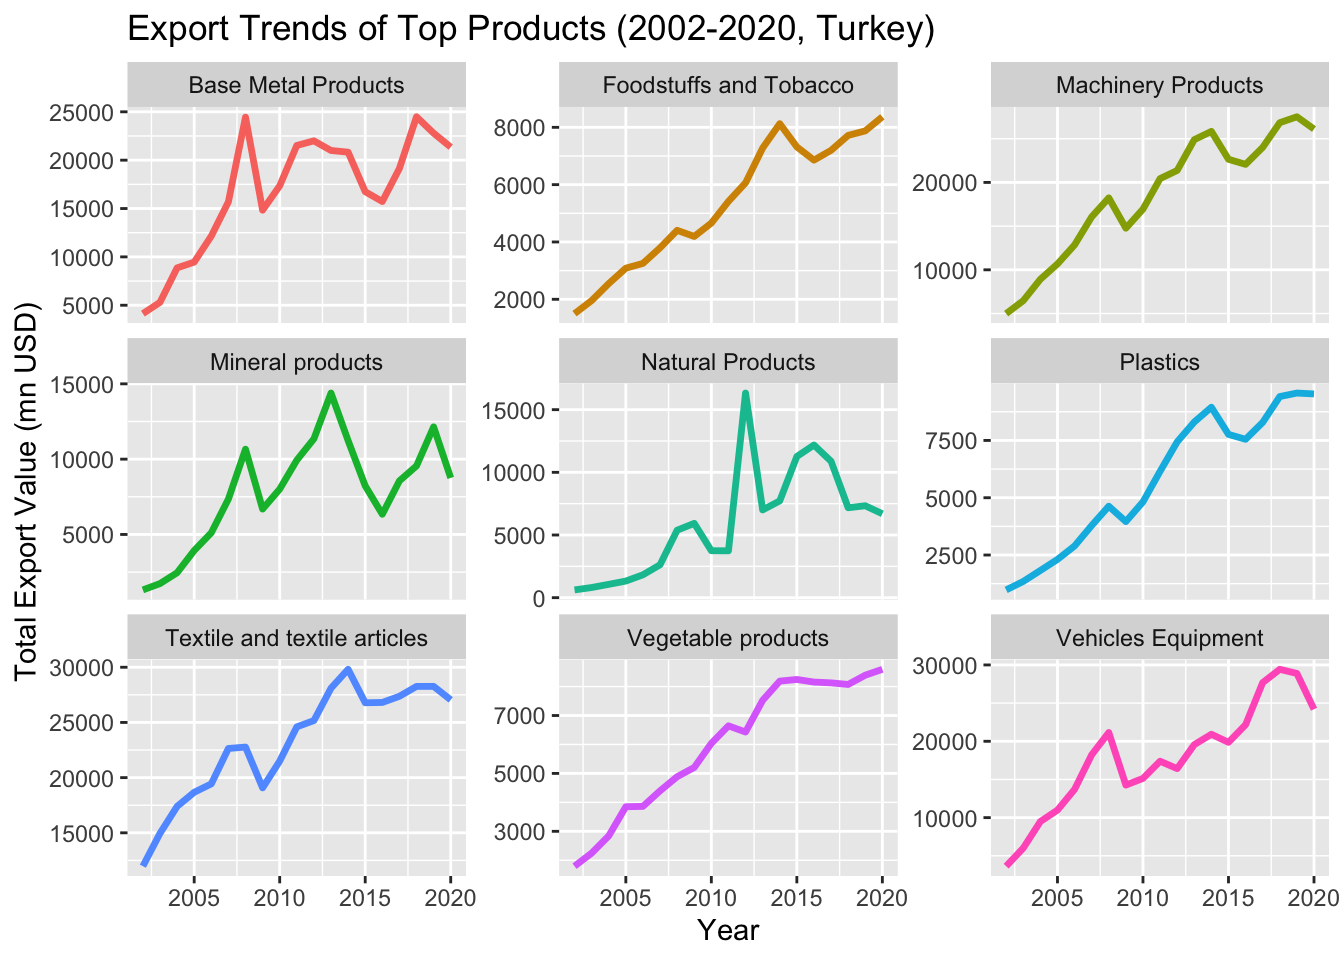 Export Trends of Top Products (2002-2020, Turkey)
Total Export Value (mn USD)
Base Metal Products
25000
20000
15000
10000
5000
Foodstuffs and Tobacco
8000
6000
4000
2000
Machinery Products
20000
10000
Mineral products
15000
10000
5000
Natural Products
15000
10000
5000
0
Plastics
7500
5000
2500
Textile and textile articles
30000
25000
20000
15000
Vegetable products
7000
5000
3000
Vehicles Equipment
30000
20000
10000
2005 2010 2015 2020
2005 2010 2015 2020
2005 2010 2015 2020
Year